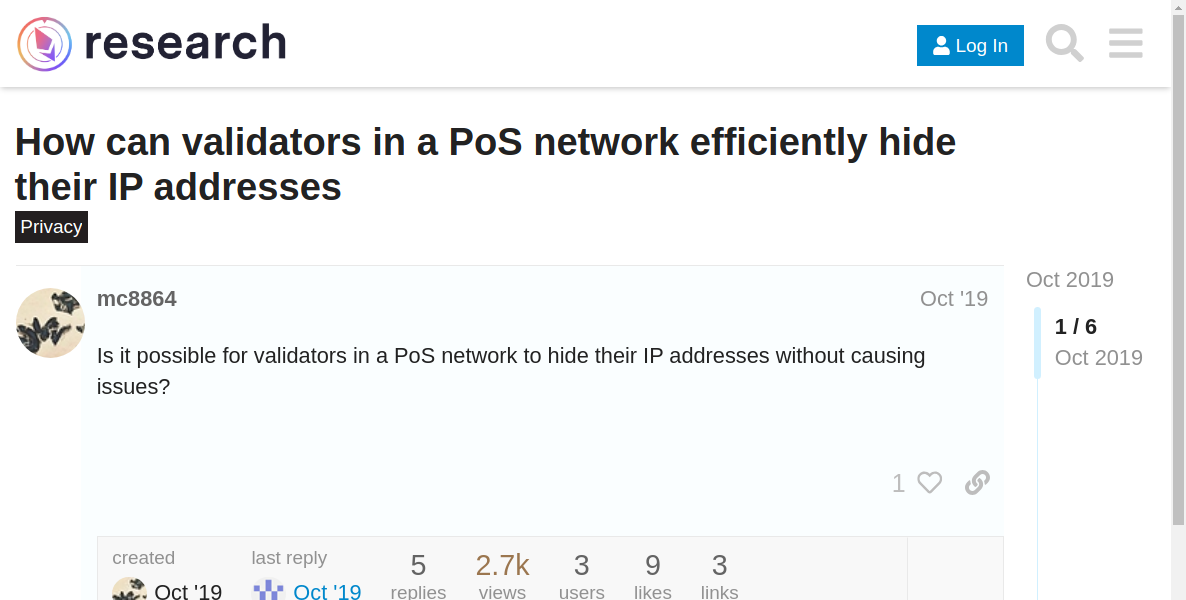 research
Log In
How can validators in a PoS network efficiently hide
their IP addresses
Privacy
mc8864
Oct '19
Is it possible for validators in a PoS network to hide their IP addresses without causing
issues?
1
Oct 2019
1 / 6
Oct 2019
created
Oct '19
last reply
Oct '19
5
replies
2.7k
views
3
users
9
likes
3
links